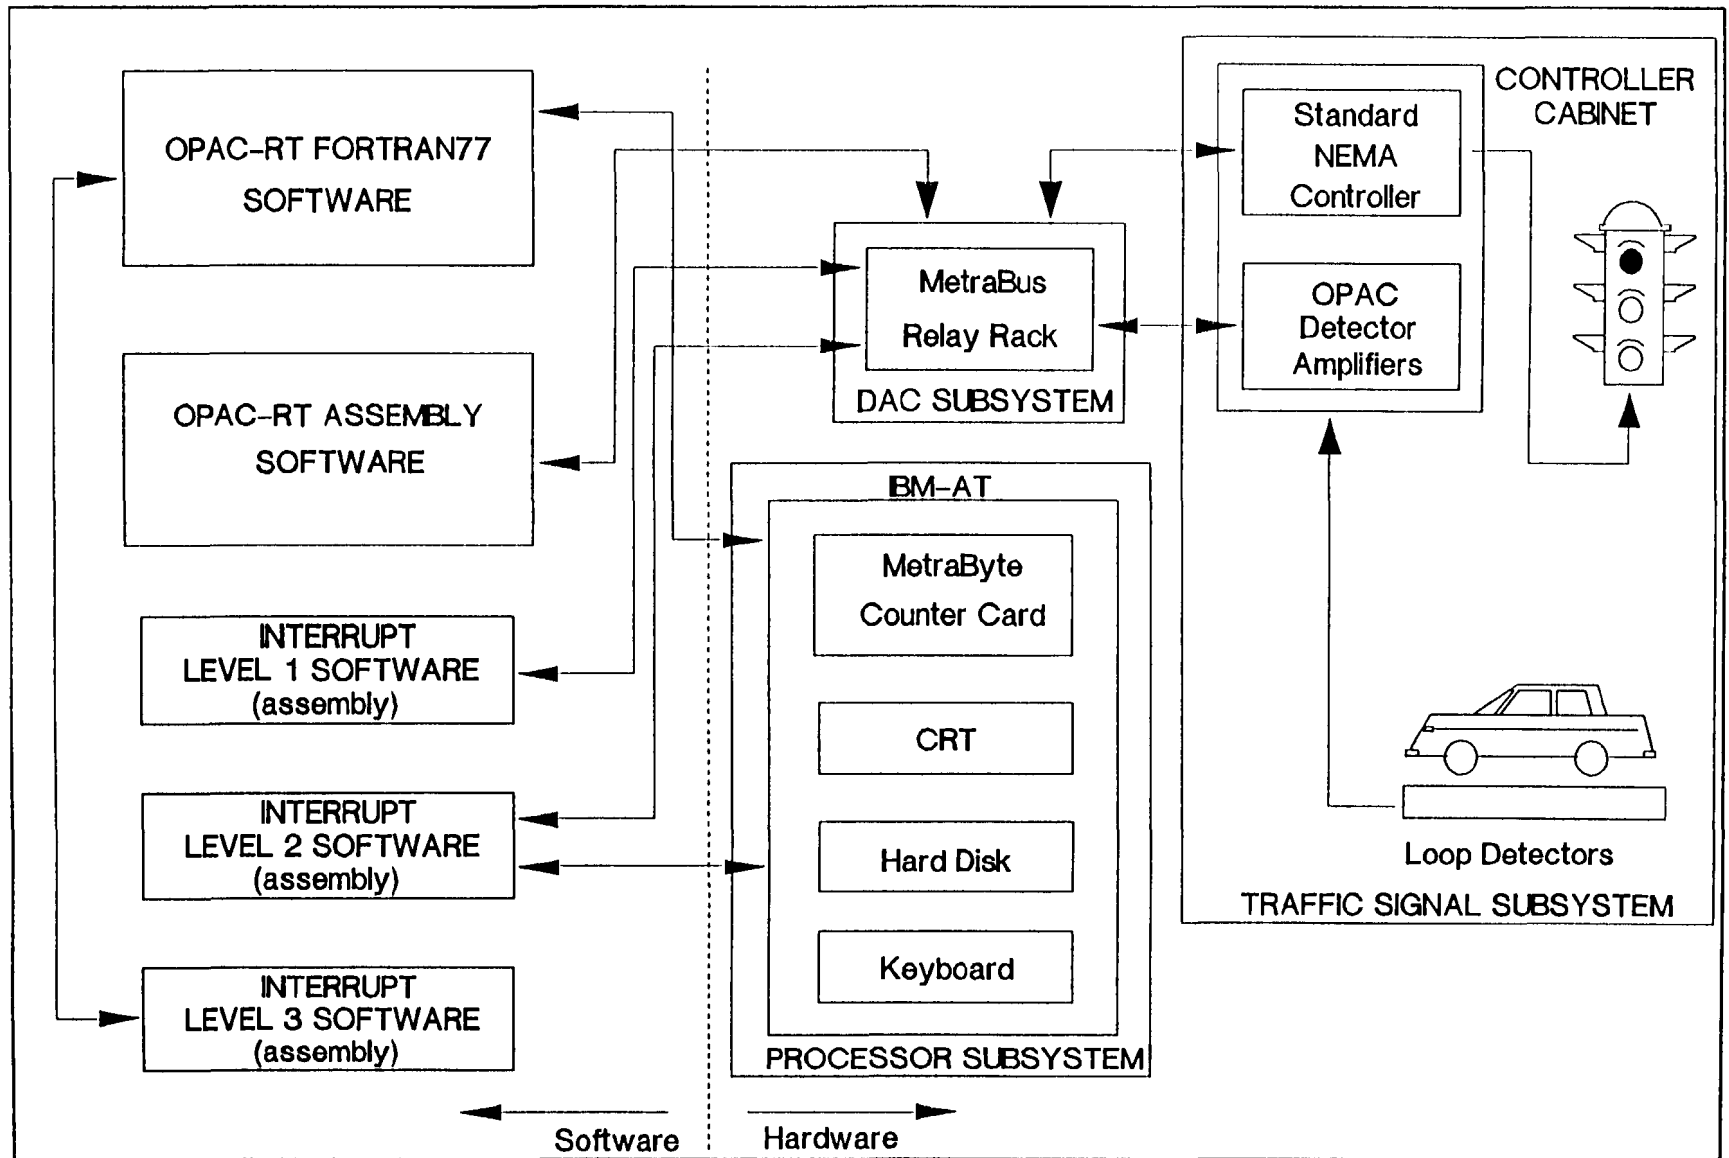 OPAC-RT FORTRAN77
SOFTWARE
OPAC-RT ASSEMBLY
SOFTWARE
INTERRUPT
LEVEL 1 SOFTWARE
(assembly)
INTERRUPT
LEVEL 2 SOFTWARE
(assembly)
INTERRUPT
LEVEL 3 SOFTWARE
(assembly)
MetraBus
Relay Rack
DAC SUBSYSTEM
IBM-AT
MetraByte
Counter Card
CRT
Hard Disk
Keyboard
PROCESSOR SUBSYSTEM
CONTROLLER
CABINET
Standard
NEMA
Controller
OPAC
Detector
Amplifiers
Loop Detectors
TRAFFIC SIGNAL SUBSYSTEM
Software
Hardware